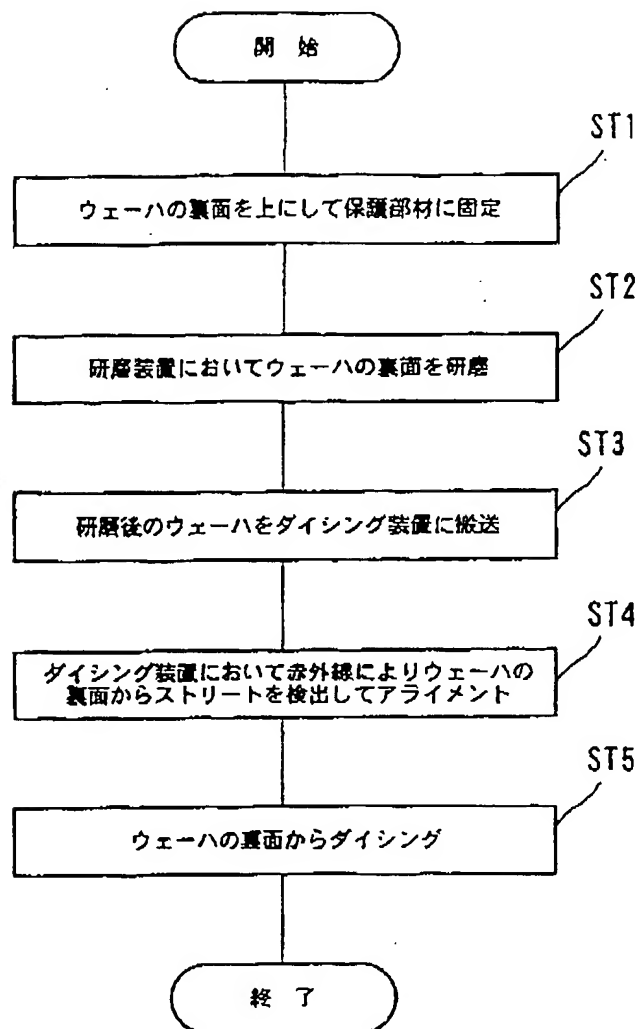 開始
ST1
ウェーハの裏面を上にして保護部材に固定
ST2
研磨装置においてウェーハの裏面を研磨
ST3
研磨後のウェーハをダイシング装置に搬送
ST4
ダイシング装置において赤外線によりウェーハの
裏面からストリートを検出してアライメント
ST5
ウェーハの裏面からダイシング
終了